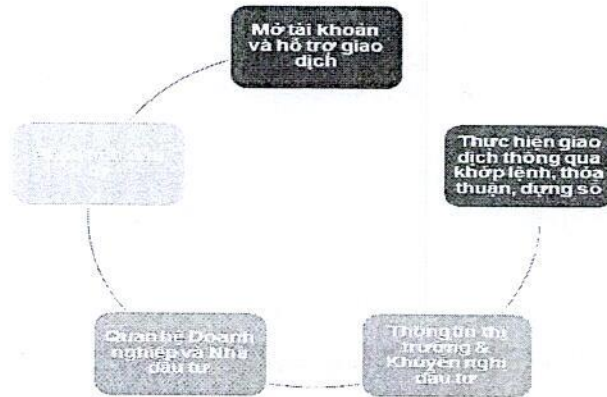 Mở tài khoản
và hỗ trợ giao
dịch
Thực hiện giao
dịch thông qua
khớp lệnh, thỏa
thuận, dựng sổ
Thông tin thị
trường &
Khuyến nghị
đầu tư
Quan hệ Doanh
nghiệp và Nhà
đầu tư